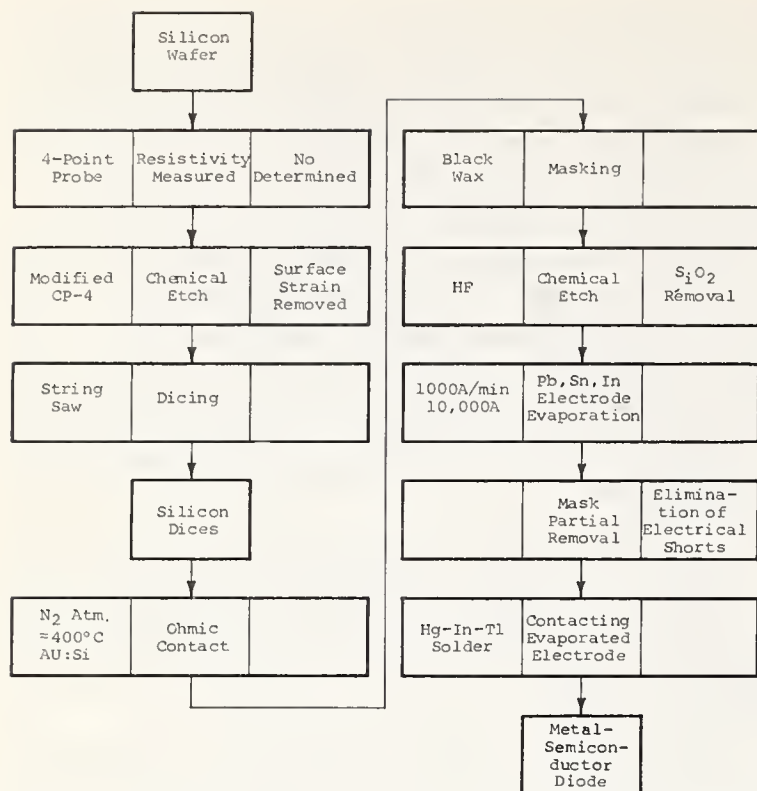 Silicon
Wafer
4-Point
Probe
Resistivity
Measured
No
Determined
Modified
CP-4
Chemical
Etch
Surface
Strain
Removed
String
Saw
Dicing
Silicon
Dices
N2 Atm.
≈400°C
AU:Si
Ohmic
Contact
Black
Wax
Masking
HF
Chemical
Etch
SiO2
Removal
1000A/min
10,000A
Pb,Sn,In
Electrode
Evaporation
Mask
Partial
Removal
Elimina-
tion of
Electrical
Shorts
Hg-In-Tl
Solder
Contacting
Evaporated
Electrode
Metal-
Semicon-
ductor
Diode